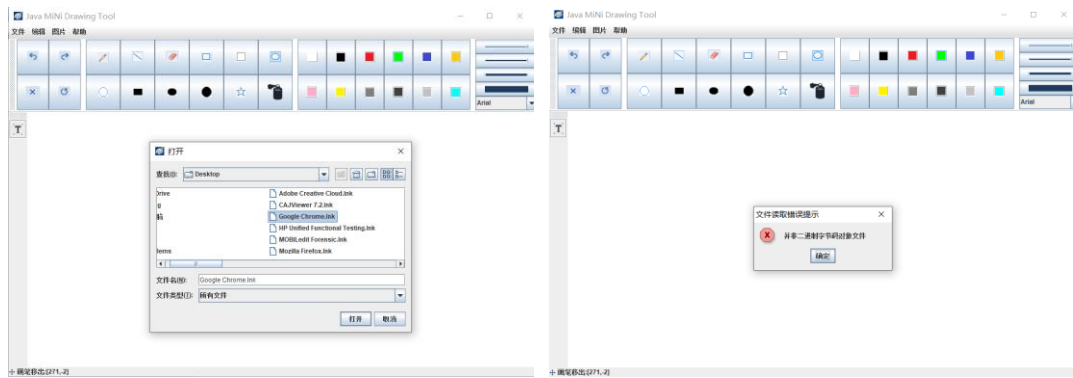 Java MiNi Drawing Tool
文件 编辑 图片 帮助
Arial
T
打开
查找(I): Desktop
Drive
Adobe Creative Cloud.lnk
CAJViewer 7.2.lnk
Google Chrome.lnk
HP Unified Functional Testing.lnk
MOBILedit Forensic.lnk
Mozilla Firefox.lnk
文件名(N): Google Chrome.lnk
文件类型(T): 所有文件
打开 取消
画笔移出:[271,-2]
Java MiNi Drawing Tool
文件 编辑 图片 帮助
Arial
T
文件读取错误提示
并非二进制字节码对象文件
确定
画笔移出:[271,-2]